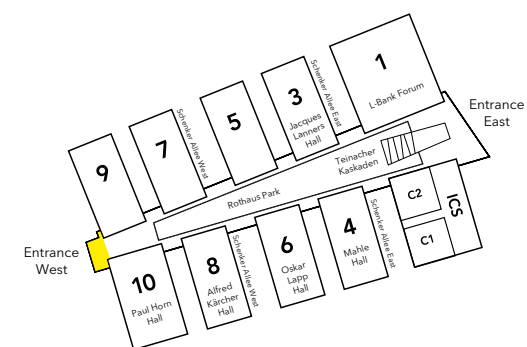 1
L-Bank Forum
Schenker Allee East
3
Jacques
Lanners
Hall
5
Schenker Allee West
7
9
Entrance
East
Teinacher
Kaskaden
Rothaus Park
Entrance
West
10
Paul Horn
Hall
8
Alfred
Kärcher
Hall
Schenker Allee West
6
Oskar
Lapp
Hall
4
Mahle
Hall
Schenker Allee East
C2
C1
ICS